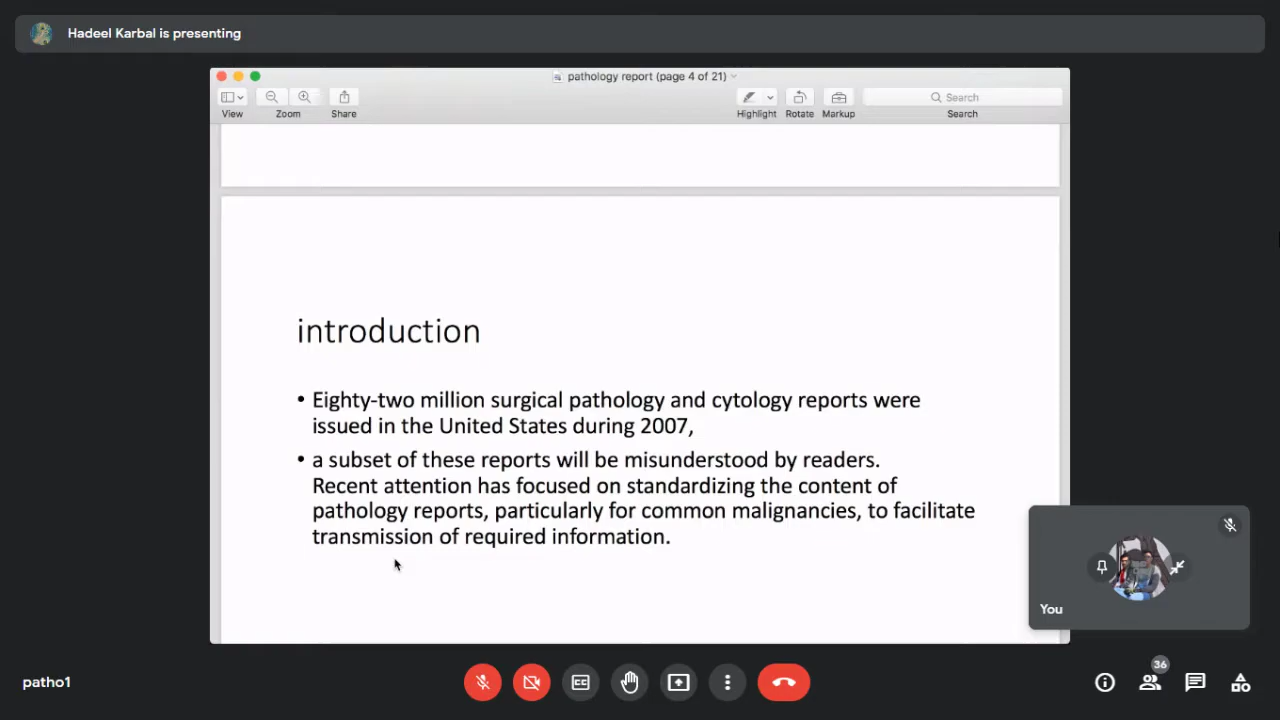 Hadeel Karbal is presenting
pathology report (page 4 of 21)
View
Zoom
Share
Highlight
Rotate
Markup
Search
Search
introduction
• Eighty-two million surgical pathology and cytology reports were
issued in the United States during 2007,
• a subset of these reports will be misunderstood by readers.
Recent attention has focused on standardizing the content of
pathology reports, particularly for common malignancies, to facilitate
transmission of required information.
You
patho1
CC
36